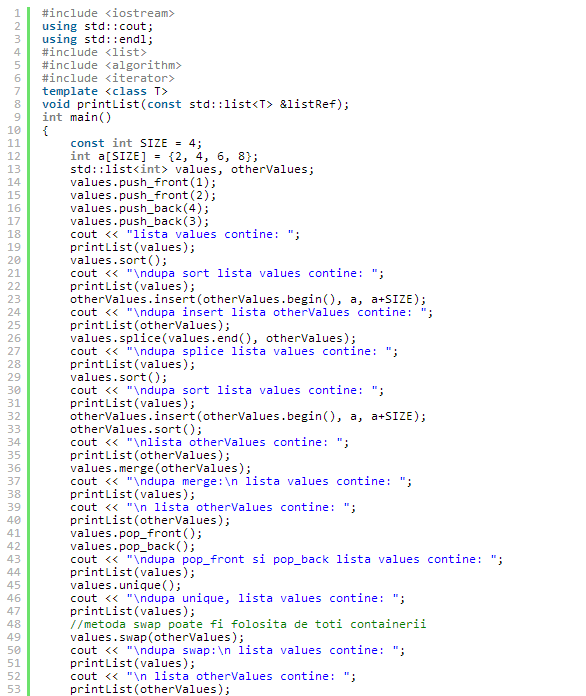 1 #include <iostream>
2 using std::cout;
3 using std::endl;
4 #include <list>
5 #include <algorithm>
6 #include <iterator>
7 template <class T>
8 void printList(const std::list<T> &listRef);
9 int main()
10 {
11     const int SIZE = 4;
12     int a[SIZE] = {2, 4, 6, 8};
13     std::list<int> values, otherValues;
14     values.push_front(1);
15     values.push_front(2);
16     values.push_back(4);
17     values.push_back(3);
18     cout << "lista values contine: ";
19     printList(values);
20     values.sort();
21     cout << "\ndupa sort lista values contine: ";
22     printList(values);
23     otherValues.insert(otherValues.begin(), a, a+SIZE);
24     cout << "\ndupa insert lista otherValues contine: ";
25     printList(otherValues);
26     values.splice(values.end(), otherValues);
27     cout << "\ndupa splice lista values contine: ";
28     printList(values);
29     values.sort();
30     cout << "\ndupa sort lista values contine: ";
31     printList(values);
32     otherValues.insert(otherValues.begin(), a, a+SIZE);
33     otherValues.sort();
34     cout << "\nlista otherValues contine: ";
35     printList(otherValues);
36     values.merge(otherValues);
37     cout << "\ndupa merge:\n lista values contine: ";
38     printList(values);
39     cout << "\n lista otherValues contine: ";
40     printList(otherValues);
41     values.pop_front();
42     values.pop_back();
43     cout << "\ndupa pop_front si pop_back lista values contine: ";
44     printList(values);
45     values.unique();
46     cout << "\ndupa unique, lista values contine: ";
47     printList(values);
48     //metoda swap poate fi folosita de toti containerii
49     values.swap(otherValues);
50     cout << "\ndupa swap:\n lista values contine: ";
51     printList(values);
52     cout << "\n lista otherValues contine: ";
53     printList(otherValues);